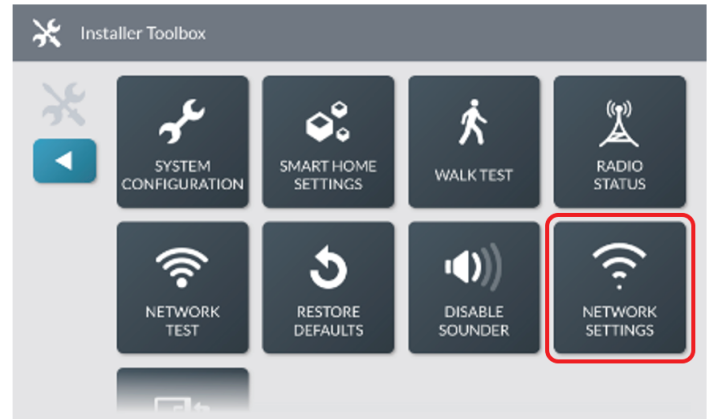 Installer Toolbox
SYSTEM
CONFIGURATION
SMART HOME
SETTINGS
WALK TEST
RADIO
STATUS
NETWORK
TEST
RESTORE
DEFAULTS
DISABLE
SOUNDER
NETWORK
SETTINGS